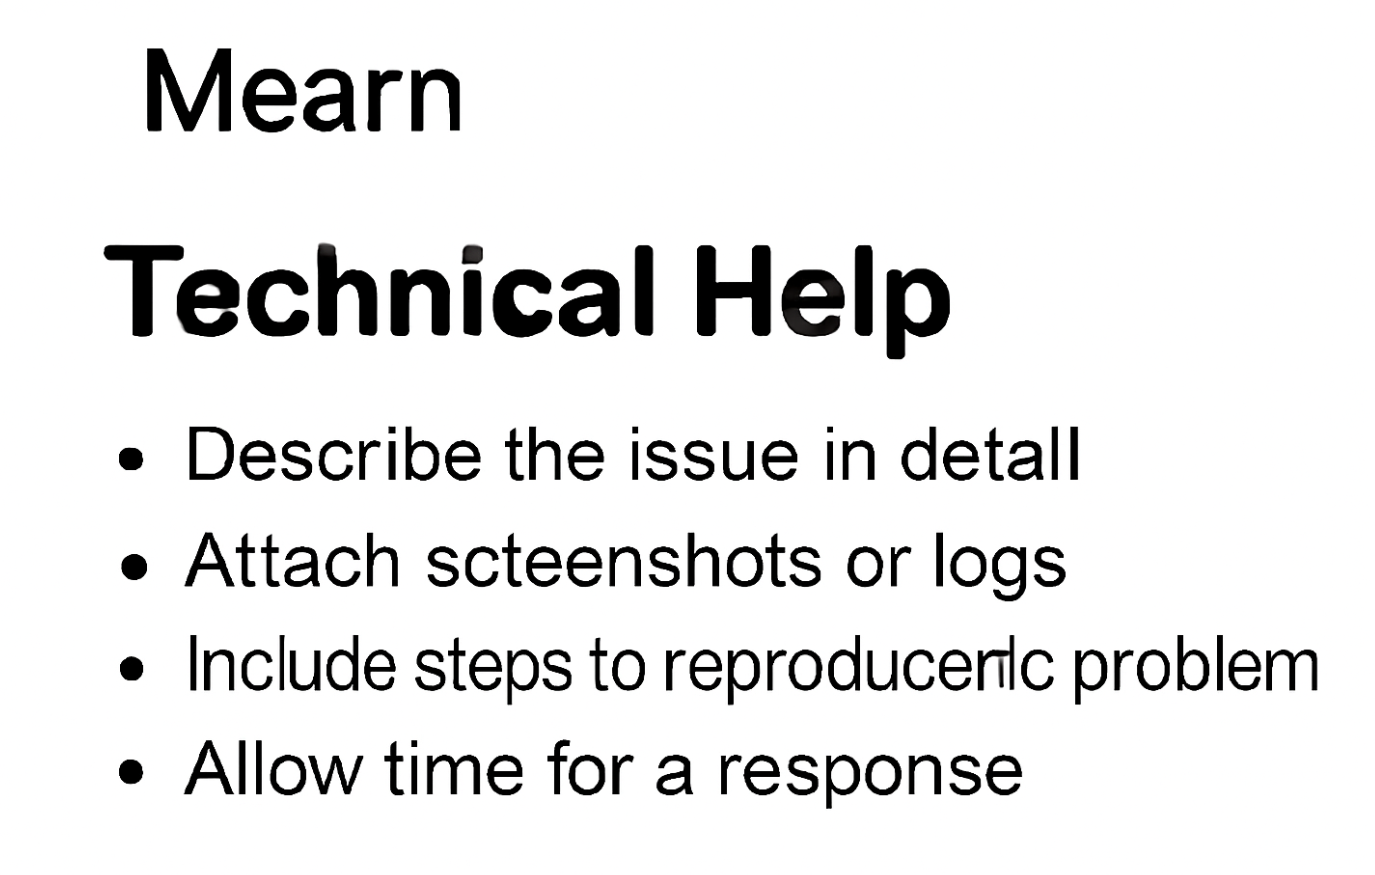 Mearn
Technical Help
• Describe the issue in detall
• Attach scteenshots or logs
• Include steps to problem
• Allow time for a response